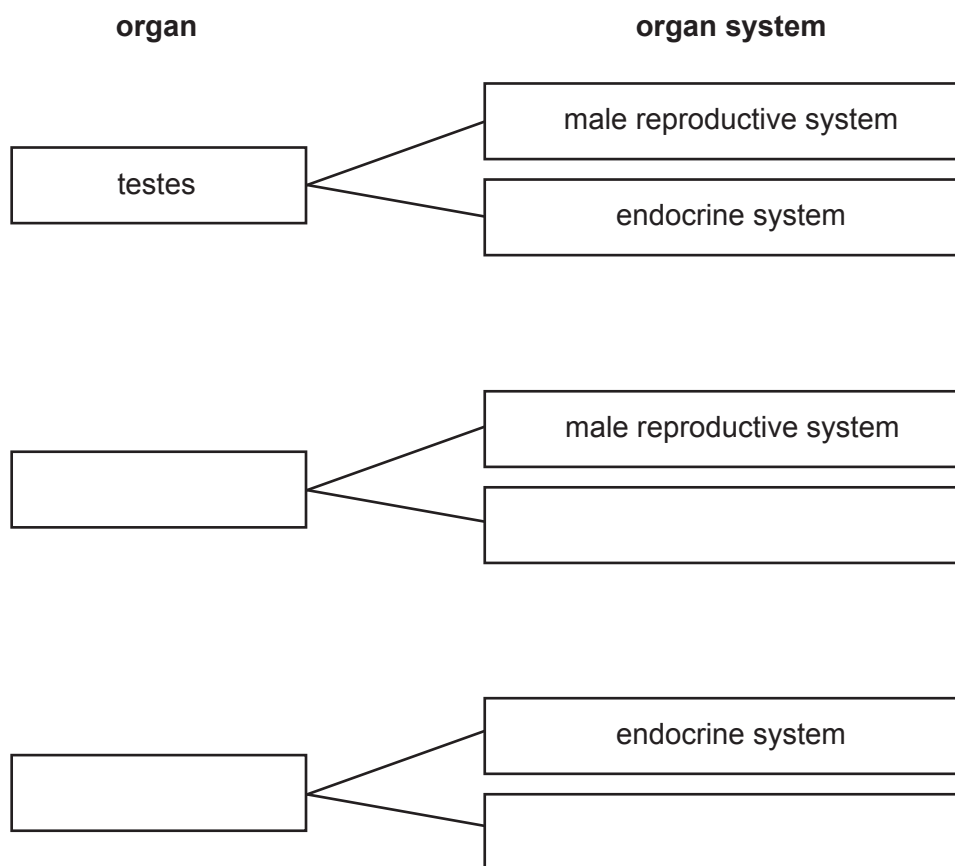 organ organ system
male reproductive system
testes
endocrine system
male reproductive system
endocrine system